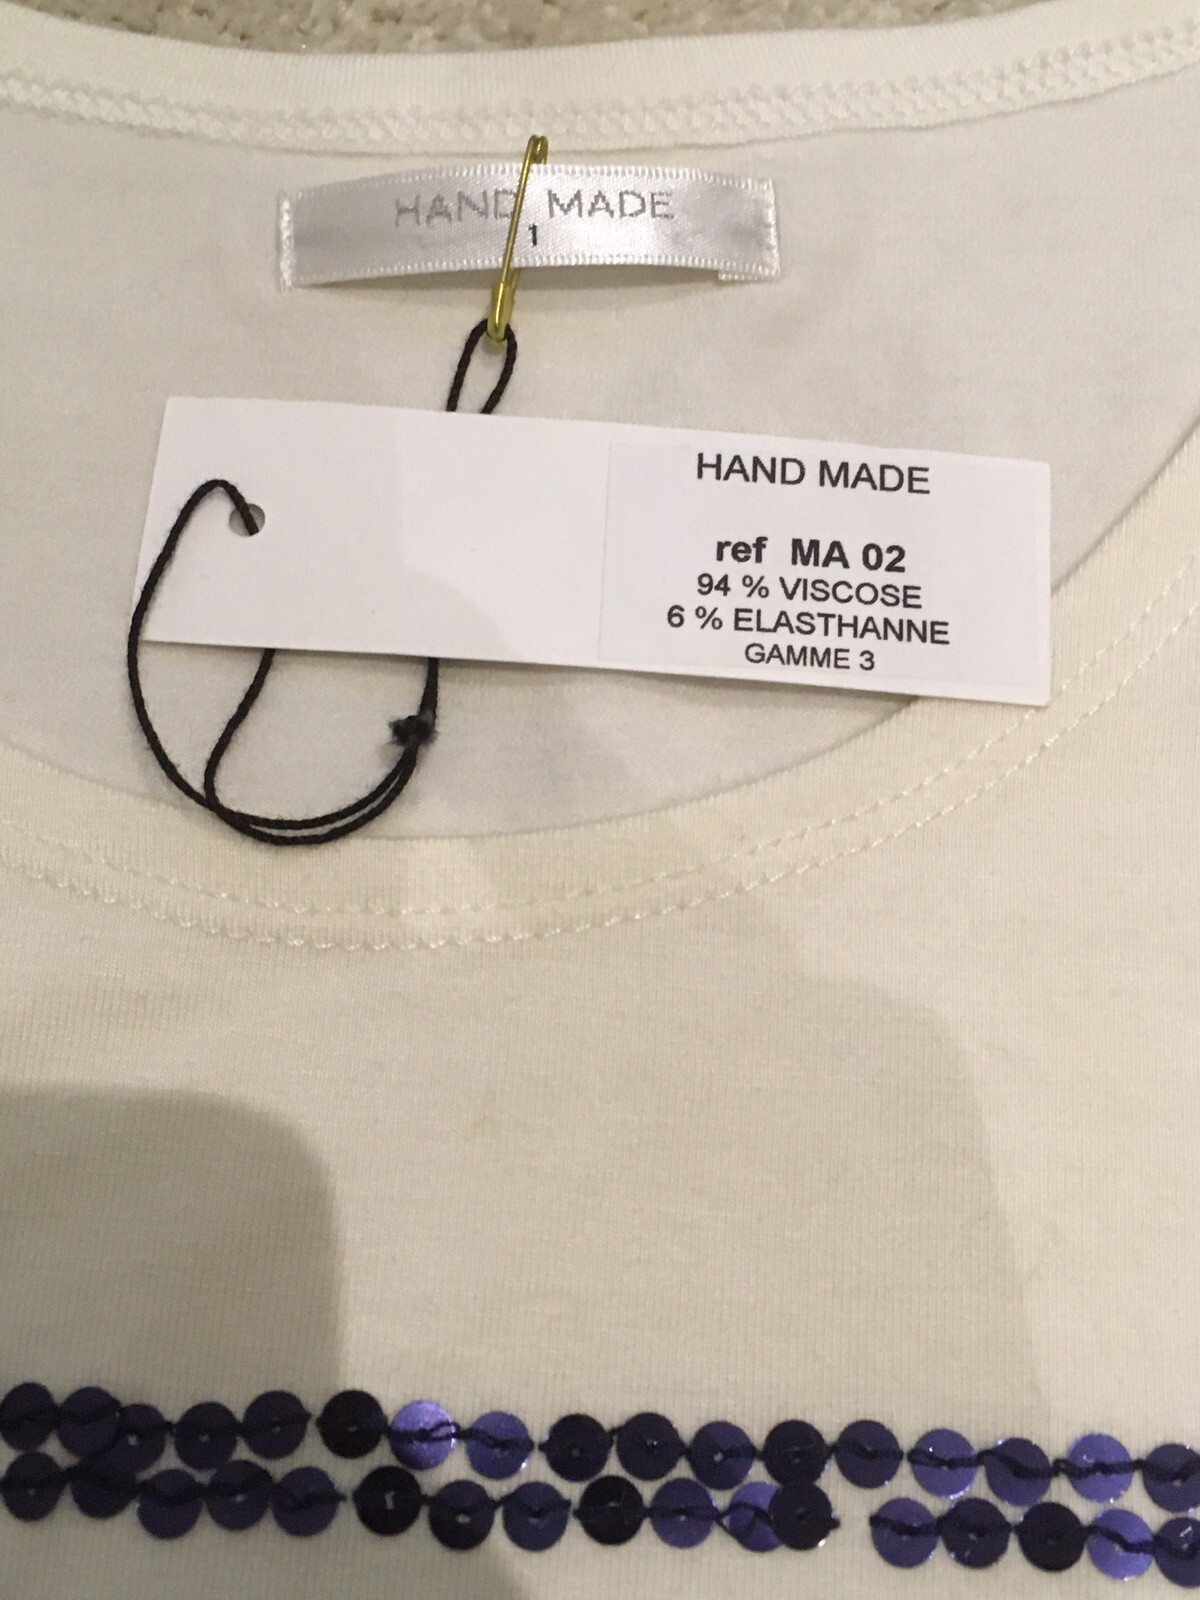 HAND MADE
1
HAND MADE
ref MA 02
94 % VISCOSE
6 % ELASTHANNE
GAMME 3